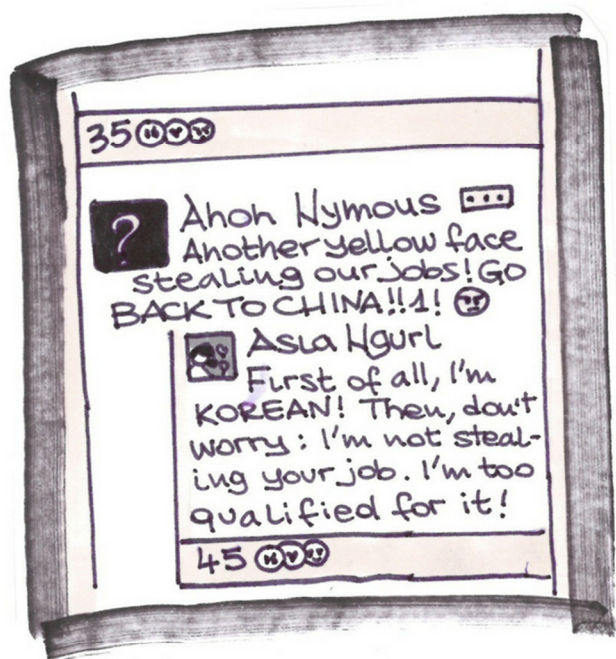 35
?
Anon Nymous ...
Another yellow face
stealing our jobs! Go
BACK TO CHINA!!1!
Asia Ngurl
First of all, I'm
KOREAN! Then, don't
worry: I'm not steal-
ing your job. I'm too
qualified for it!
45